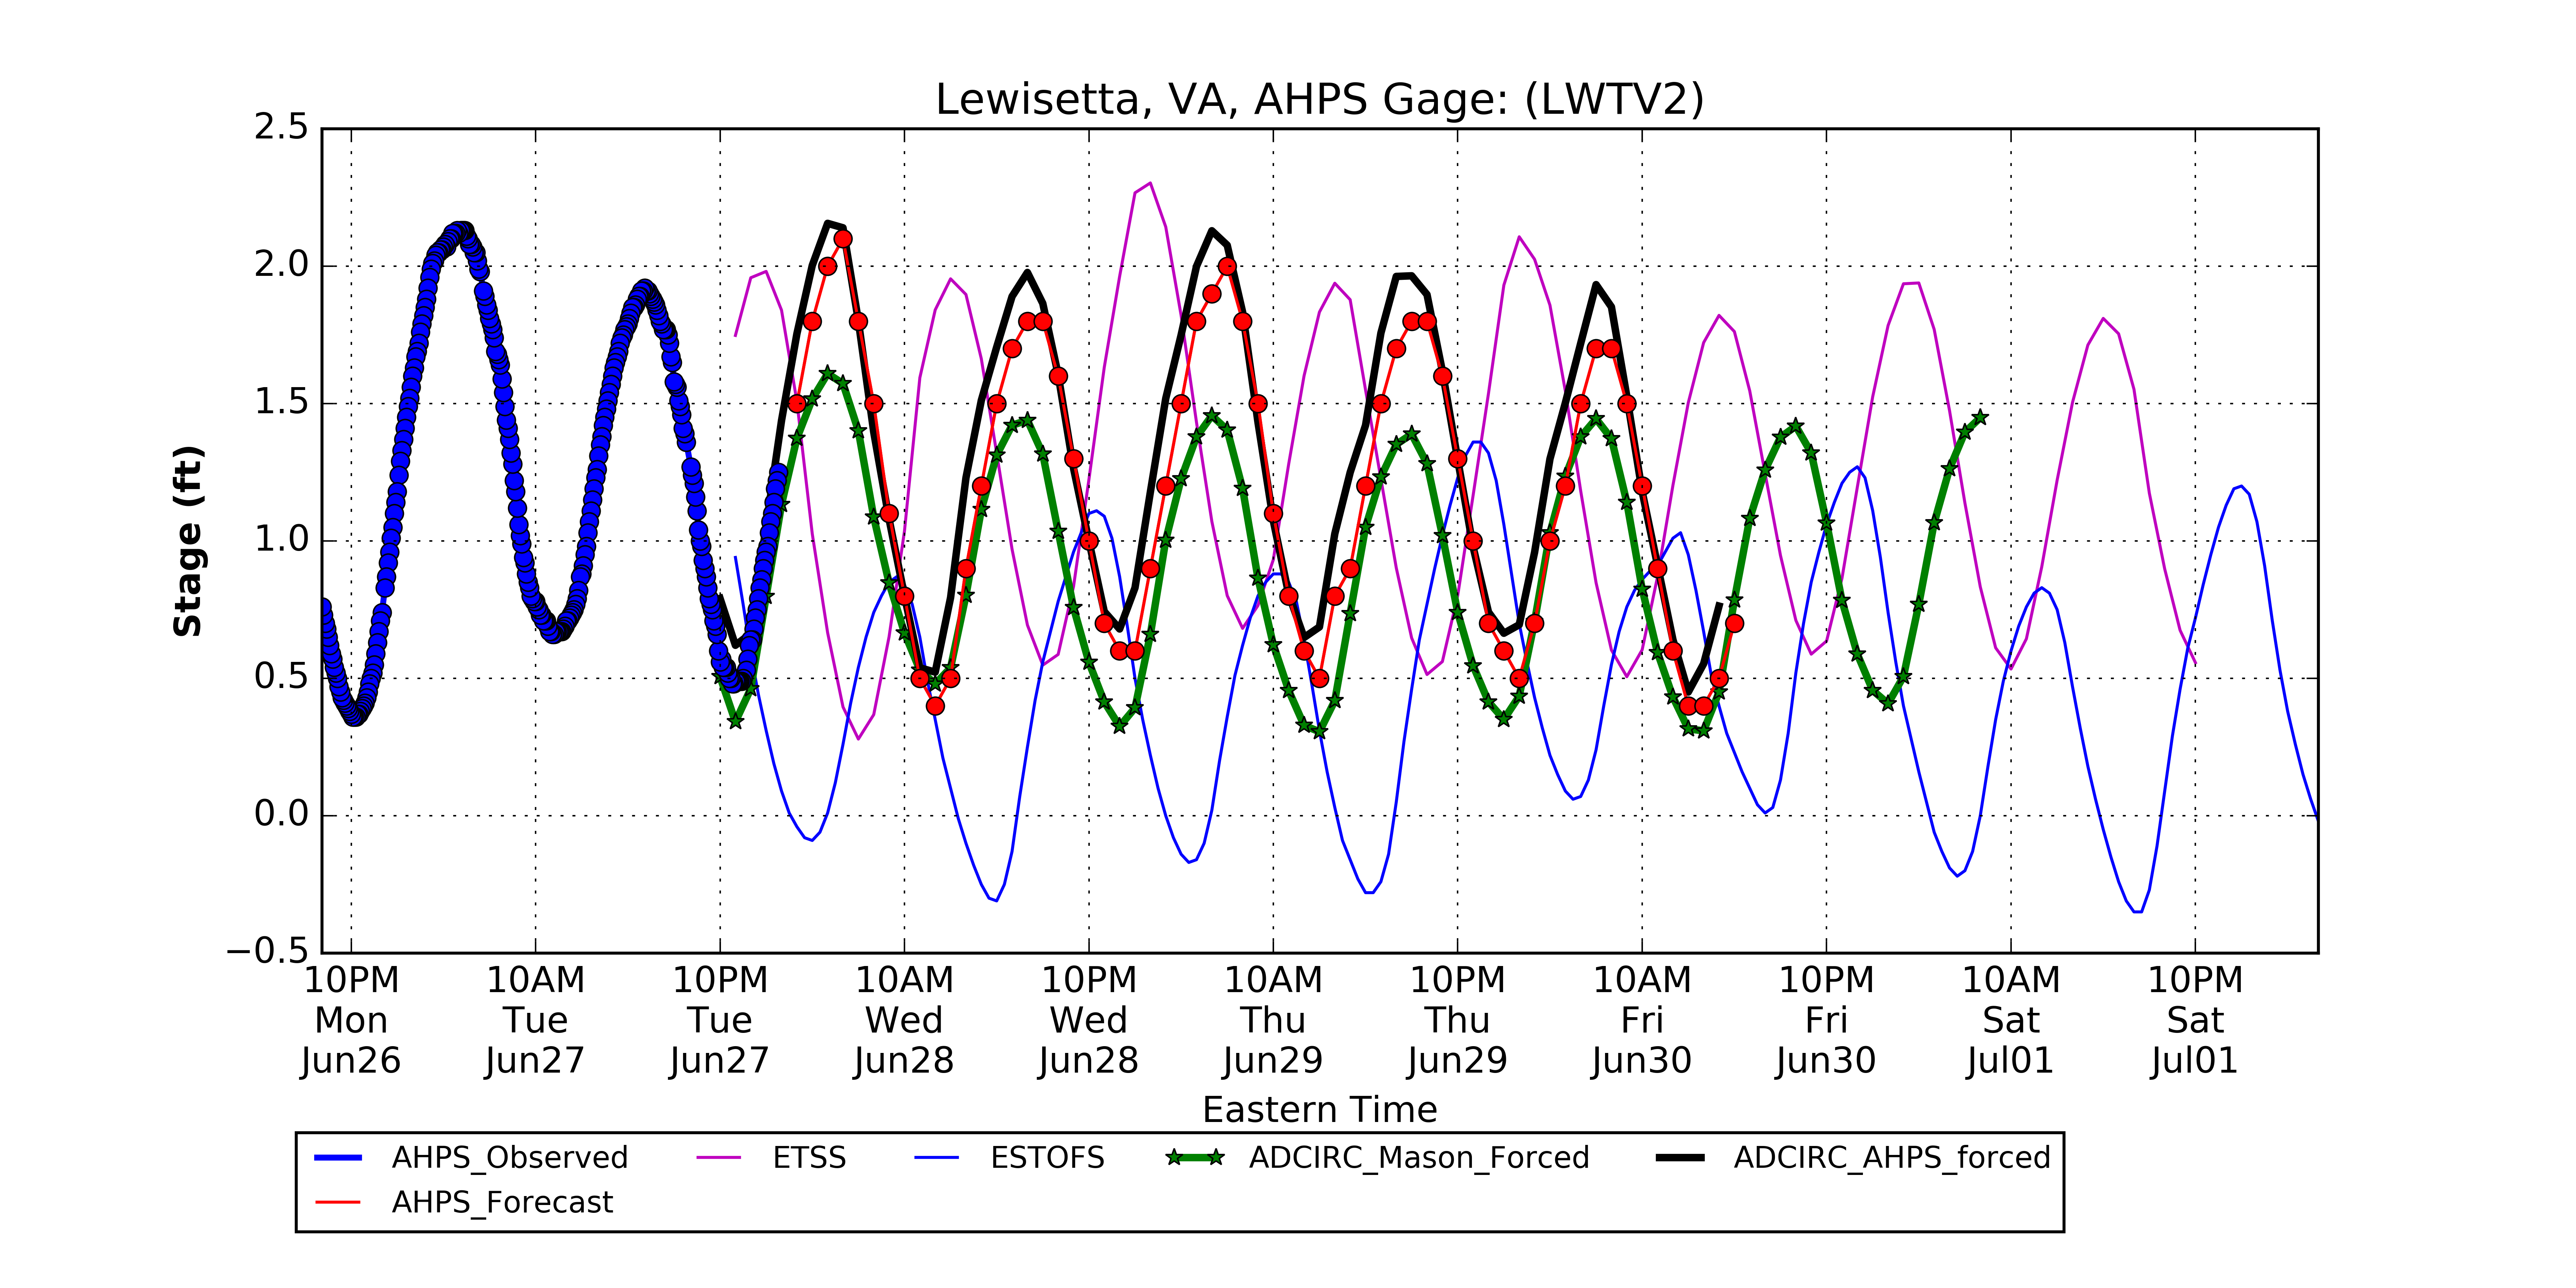 Lewisetta, VA, AHPS Gage: (LWTV2)
2.5
2.0
1.5
1.0
0.5
0.0
−0.5
Stage (ft)
10PM 10AM 10PM 10AM 10PM 10AM 10PM 10AM 10PM 10AM 10PM
Mon Tue Tue Wed Wed Thu Thu Fri Fri Sat Sat
Jun26 Jun27 Jun27 Jun28 Jun28 Jun29 Jun29 Jun30 Jun30 Jul01 Jul01
Eastern Time
AHPS_Observed ETSS ESTOFS ADCIRC_Mason_Forced ADCIRC_AHPS_forced
AHPS_Forecast